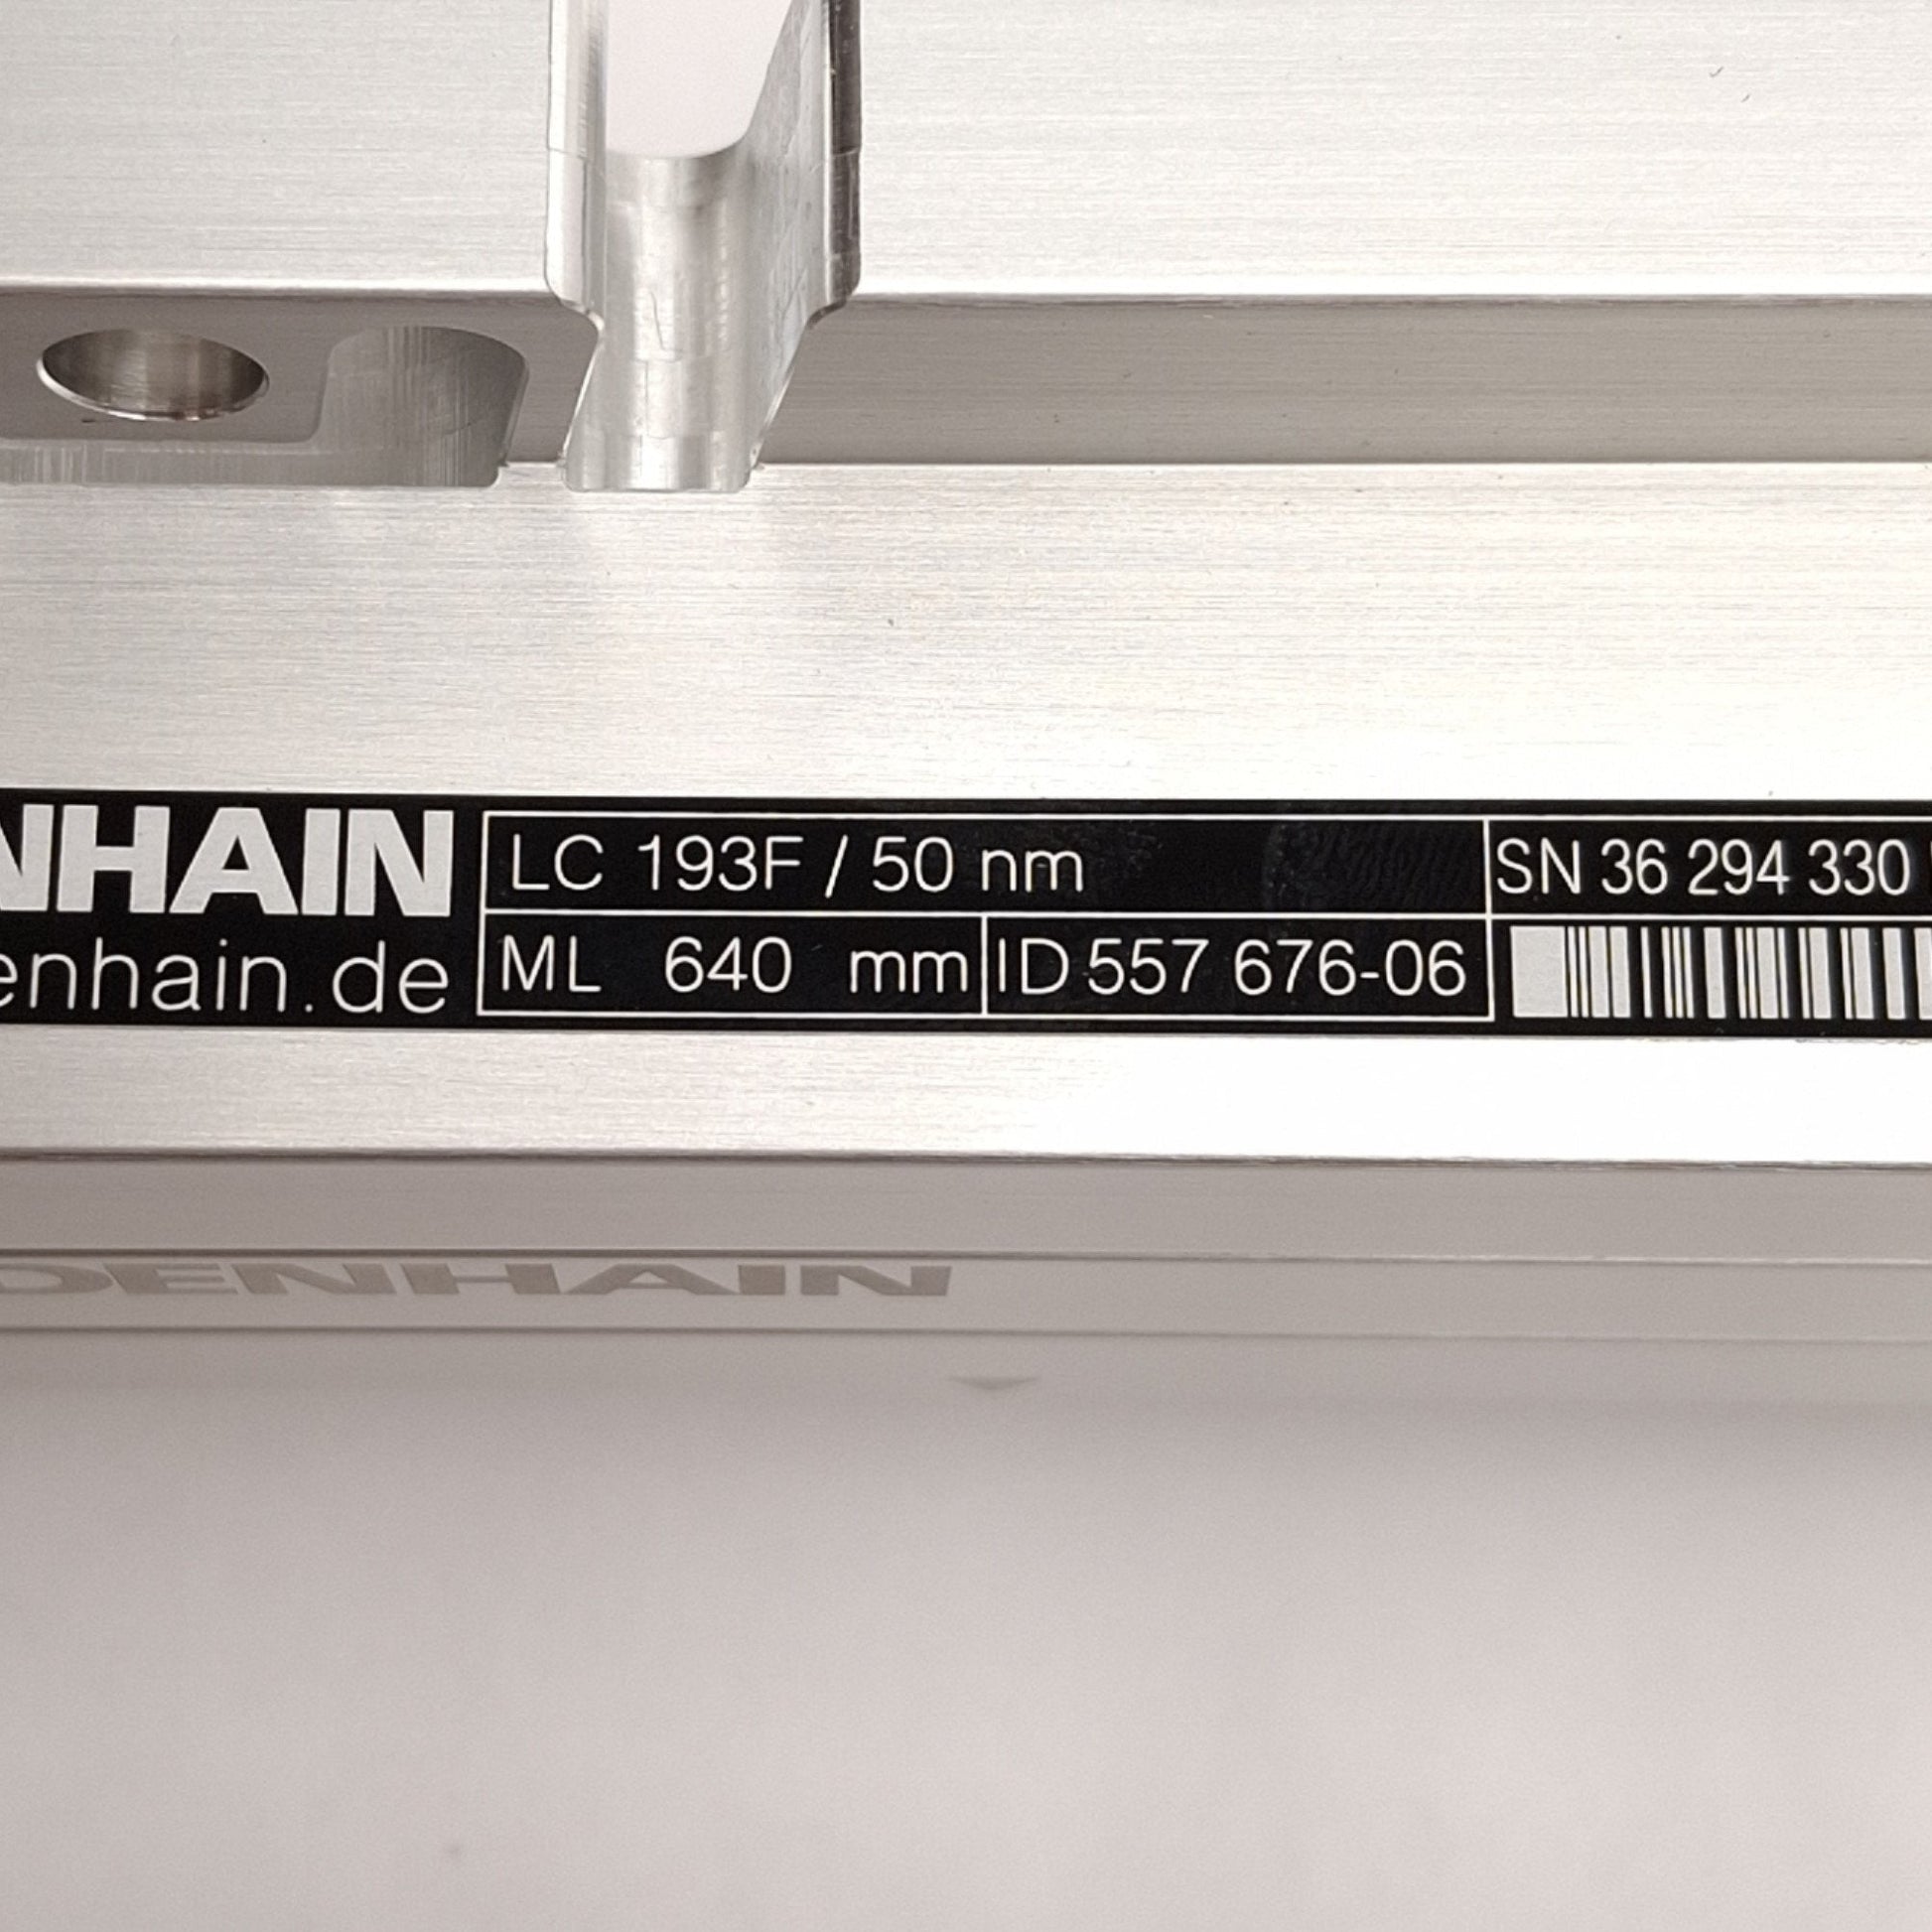 NHAIN
enhain.de
LC 193F / 50 nm
ML 640 mm
ID 557 676-06
SN 36 294 330
DENHAIN